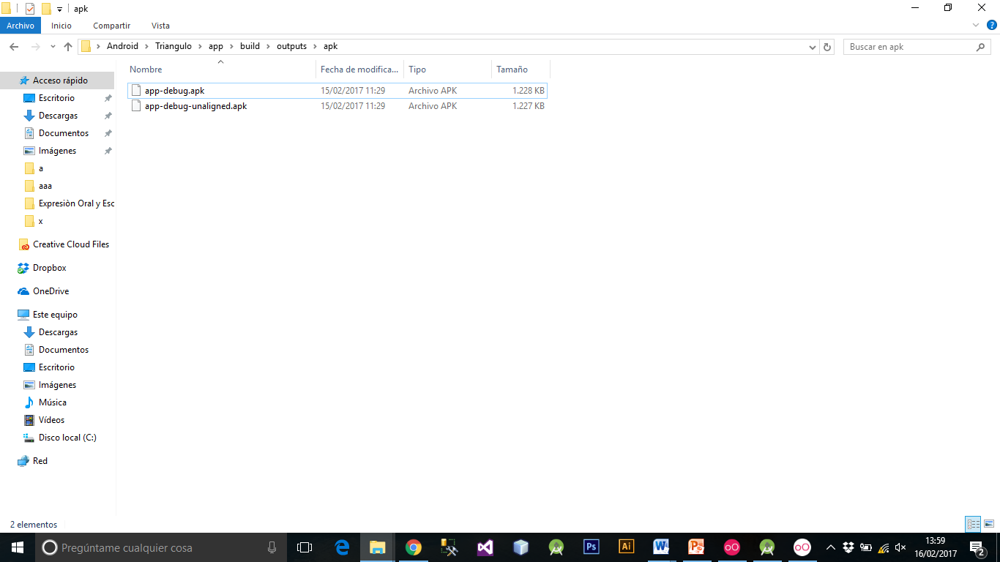 apk
Archivo Inicio Compartir Vista
Android Triangulo app build outputs apk
Buscar en apk
Nombre Fecha de modifica... Tipo Tamaño
app-debug.apk 15/02/2017 11:29 Archivo APK 1.228 KB
app-debug-unaligned.apk 15/02/2017 11:29 Archivo APK 1.227 KB
Acceso rápido
Escritorio
Descargas
Documentos
Imágenes
a
aaa
Expresiòn Oral y Esc
x
Creative Cloud Files
Dropbox
OneDrive
Este equipo
Descargas
Documentos
Escritorio
Imágenes
Música
Vídeos
Disco local (C:)
Red
2 elementos
Pregúntame cualquier cosa
Ps
Ai
13:59
16/02/2017
2